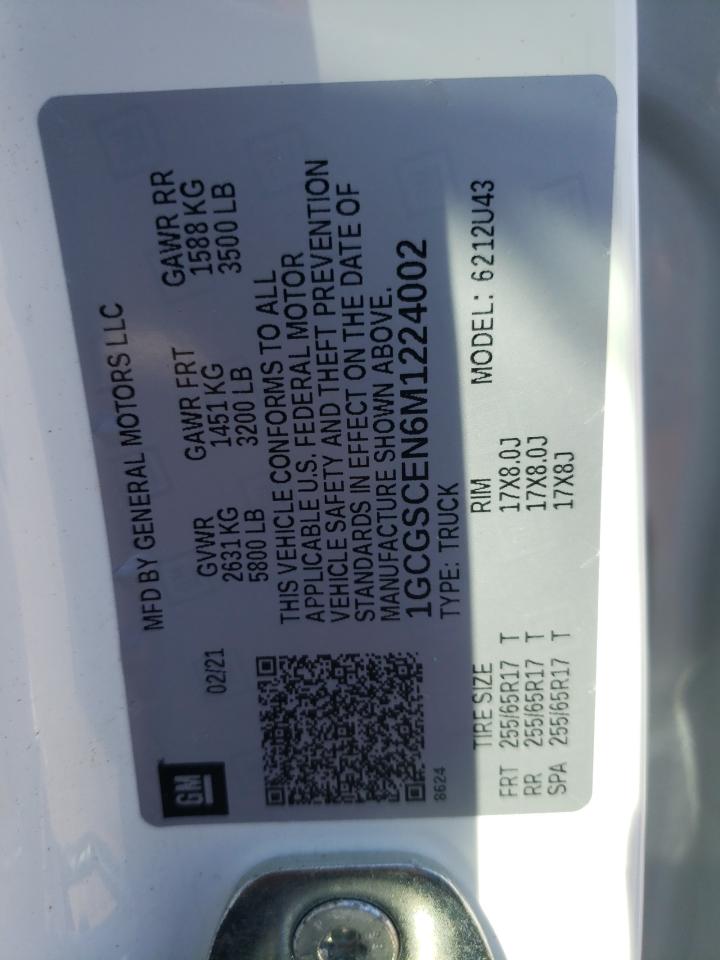 MFD BY GENERAL MOTORS LLC
02/21
GVWR GAWR FRT GAWR RR
2631 KG 1451 KG 1588 KG
5800 LB 3200 LB 3500 LB
THIS VEHICLE CONFORMS TO ALL
APPLICABLE U.S. FEDERAL MOTOR
VEHICLE SAFETY AND THEFT PREVENTION
STANDARDS IN EFFECT ON THE DATE OF
MANUFACTURE SHOWN ABOVE.
1GCGSCEN6M1224002
TYPE: TRUCK MODEL: 6212U43
GM
8624
TIRE SIZE RIM
FRT 255/65R17 T 17X8.0J
RR 255/65R17 T 17X8.0J
SPA 255/65R17 T 17X8J